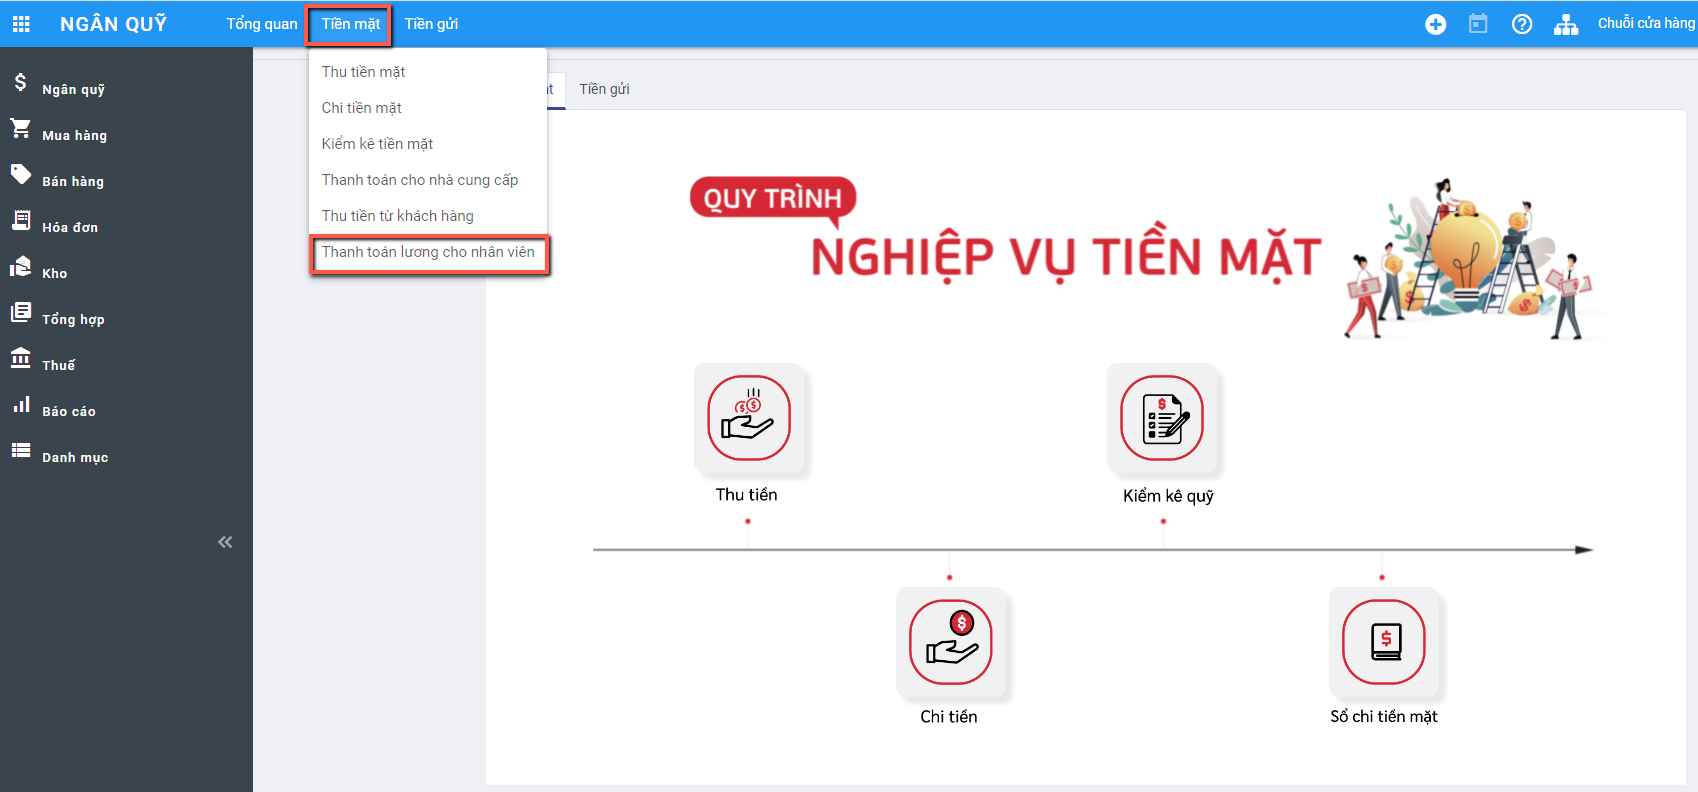 NGÂN QUỸ
Tổng quan
Tiền mặt
Tiền gửi
Chuỗi cửa hàng
Ngân quỹ
Mua hàng
Bán hàng
Hóa đơn
Kho
Tổng hợp
Thuế
Báo cáo
Danh mục
Thu tiền mặt
Chi tiền mặt
Kiểm kê tiền mặt
Thanh toán cho nhà cung cấp
Thu tiền từ khách hàng
Thanh toán lương cho nhân viên
Tiền gửi
QUY TRÌNH
NGHIỆP VỤ TIỀN MẶT
Thu tiền
Kiểm kê quỹ
Chi tiền
Sổ chi tiền mặt